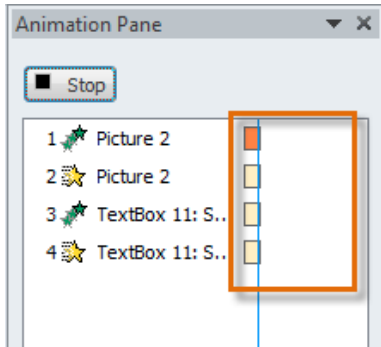 Animation Pane
Stop
1 Picture 2
2 Picture 2
3 TextBox 11: S..
4 TextBox 11: S..